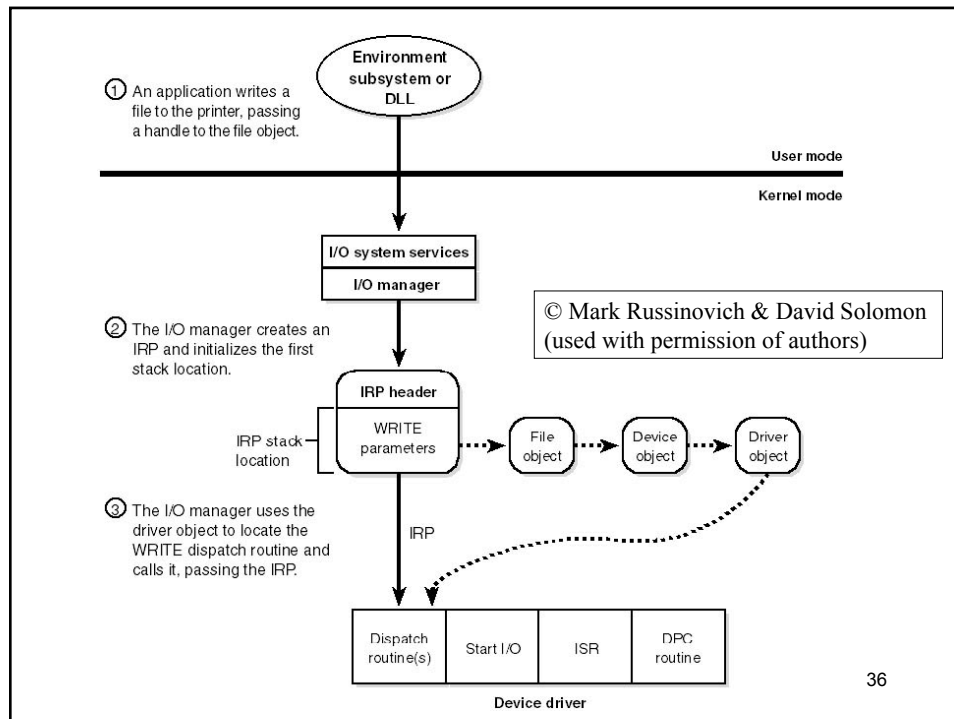 Environment
subsystem or
DLL
① An application writes a
file to the printer, passing
a handle to the file object.
User mode
Kernel mode
I/O system services
I/O manager
© Mark Russinovich & David Solomon
(used with permission of authors)
② The I/O manager creates an
IRP and initializes the first
stack location.
IRP header
WRITE
parameters
IRP stack
location
File
object
Device
object
Driver
object
③ The I/O manager uses the
driver object to locate the
WRITE dispatch routine and
calls it, passing the IRP.
IRP
Dispatch
routine(s)
Start I/O
ISR
DPC
routine
Device driver
36